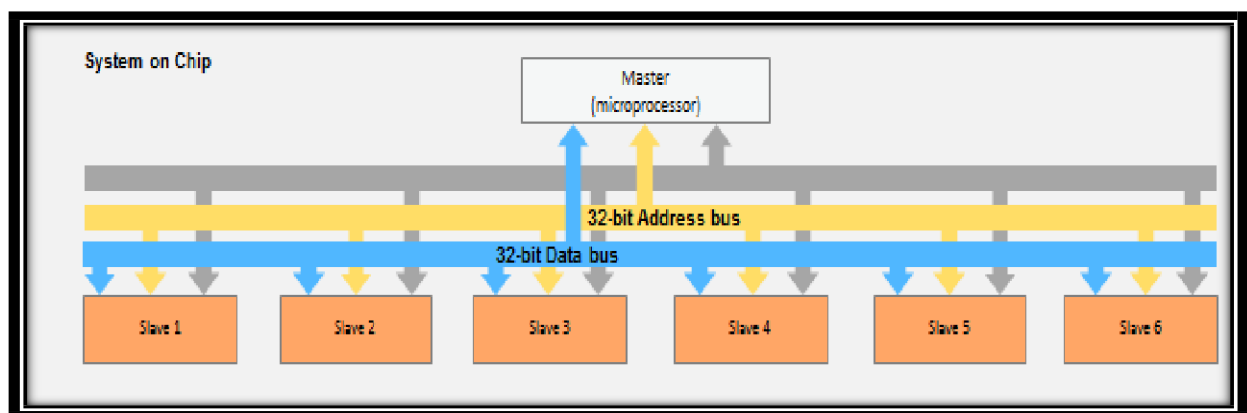 System on Chip
Master
(microprocessor)
32-bit Address bus
32-bit Data bus
Slave 1
Slave 2
Slave 3
Slave 4
Slave 5
Slave 6